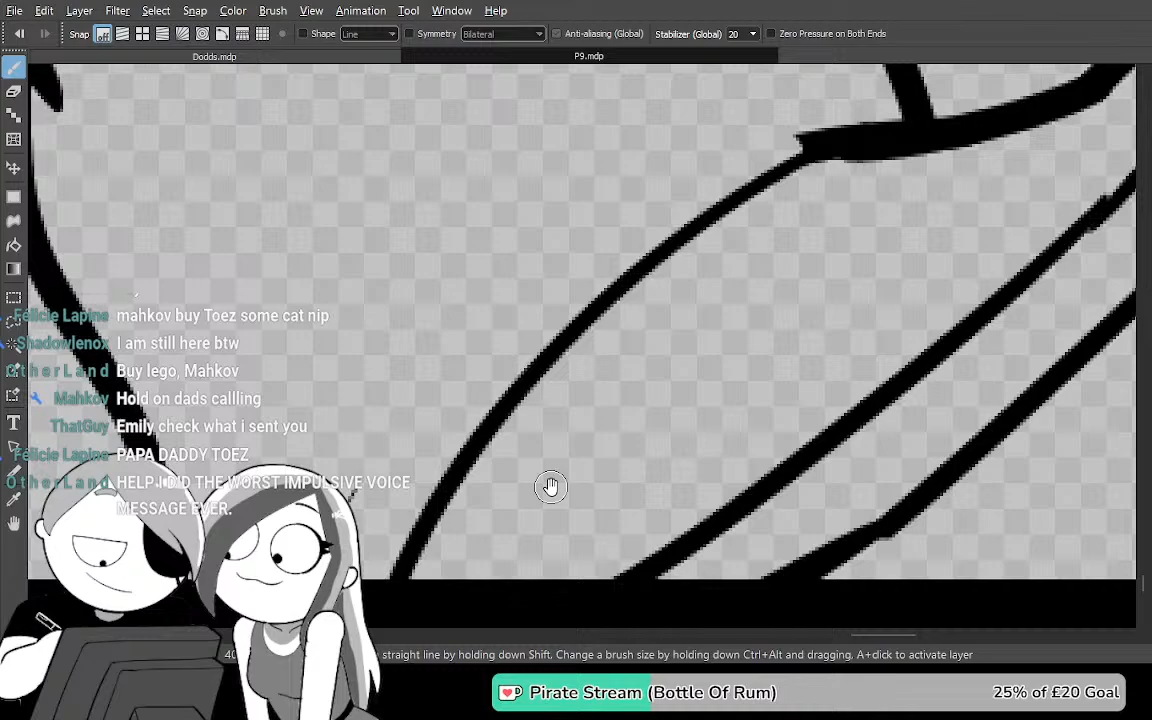 File Edit Layer Filter Select Snap Color Brush View Animation Tool Window Help
Snap off Shape Line Symmetry Bilateral Anti-aliasing (Global) Stabilizer (Global) 20 Zero Pressure on Both Ends
Dodds.mdp P9.mdp
Félicie Lapine mahkov buy Toez some cat nip
Shadowlenox I am still here btw
OtherLand Buy lego, Mahkov
Mahkov Hold on dads callling
ThatGuy Emily check what i sent you
Félicie Lapine PAPA DADDY TOEZ
OtherLand HELP I DID THE WORST IMPULSIVE VOICE
MESSAGE EVER.
straight line by holding down Shift. Change a brush size by holding down Ctrl+Alt and dragging, A+click to activate layer
Pirate Stream (Bottle Of Rum) 25% of £20 Goal